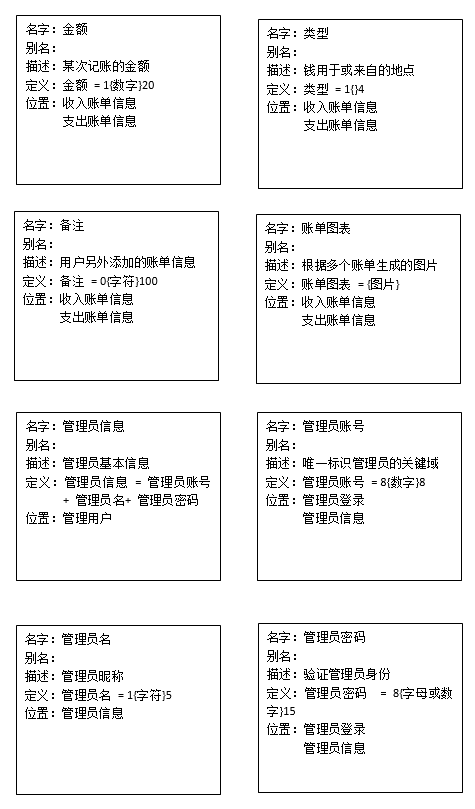 名字：金额
别名：
描述：某次记账的金额
定义：金额 = 1{数字}20
位置：收入账单信息
支出账单信息
名字：类型
别名：
描述：钱用于或来自的地点
定义：类型 = 1{}4
位置：收入账单信息
支出账单信息
名字：备注
别名：
描述：用户另外添加的账单信息
定义：备注 = 0{字符}100
位置：收入账单信息
支出账单信息
名字：账单图表
别名：
描述：根据多个账单生成的图片
定义：账单图表 = {图片}
位置：收入账单信息
支出账单信息
名字：管理员信息
别名：
描述：管理员基本信息
定义：管理员信息 = 管理员账号
+ 管理员名+ 管理员密码
位置：管理用户
名字：管理员账号
别名：
描述：唯一标识管理员的关键域
定义：管理员账号 = 8{数字}8
位置：管理员登录
管理员信息
名字：管理员名
别名：
描述：管理员昵称
定义：管理员名 = 1{字符}5
位置：管理员信息
名字：管理员密码
别名：
描述：验证管理员身份
定义：管理员密码 = 8{字母或数
字}15
位置：管理员登录
管理员信息